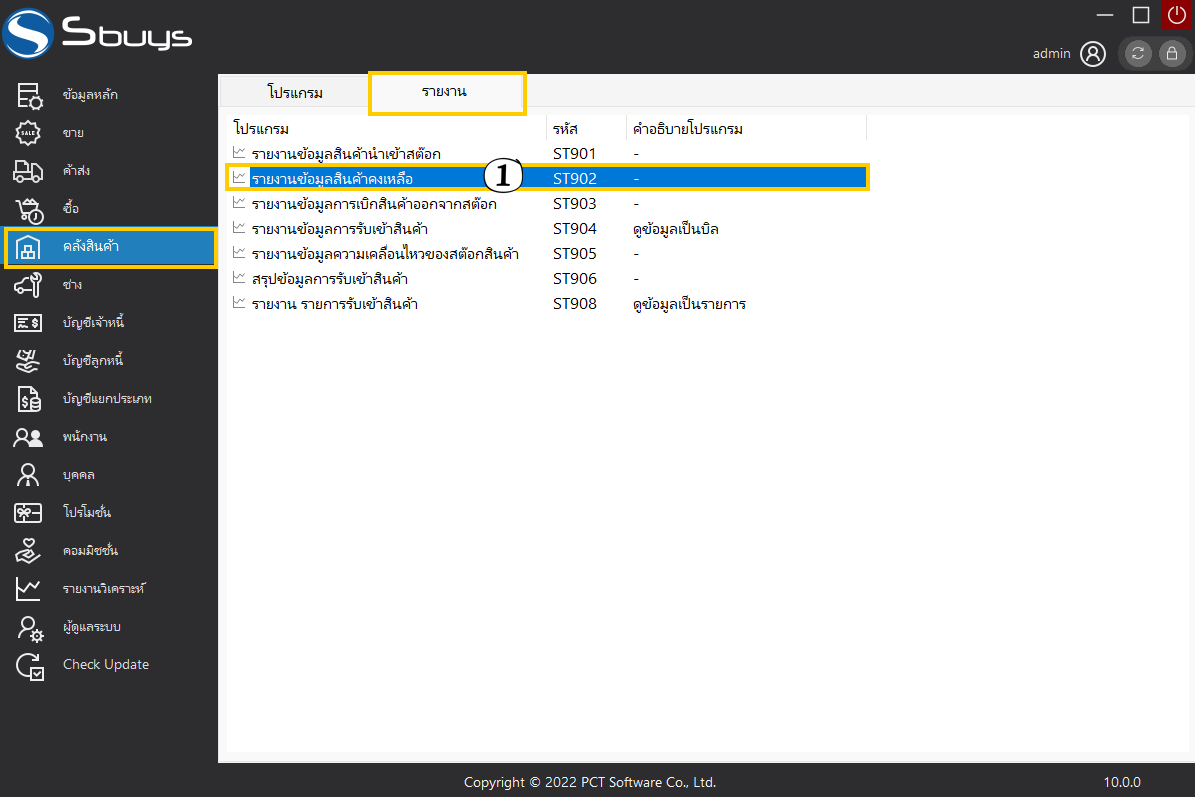 Sbuys
admin
ข้อมูลหลัก
ขาย
ค้าส่ง
ซื้อ
คลังสินค้า
ช่าง
บัญชีเจ้าหนี้
บัญชีลูกหนี้
บัญชีแยกประเภท
พนักงาน
บุคคล
โปรโมชั่น
คอมมิชชั่น
รายงานวิเคราะห์
ผู้ดูแลระบบ
Check Update
โปรแกรม รายงาน
โปรแกรม รหัส คำอธิบายโปรแกรม
รายงานข้อมูลสินค้านำเข้าสต๊อก ST901 -
รายงานข้อมูลสินค้าคงเหลือ 1 ST902 -
รายงานข้อมูลการเบิกสินค้าออกจากสต๊อก ST903 -
รายงานข้อมูลการรับเข้าสินค้า ST904 ดูข้อมูลเป็นบิล
รายงานข้อมูลความเคลื่อนไหวของสต๊อกสินค้า ST905 -
สรุปข้อมูลการรับเข้าสินค้า ST906 -
รายงาน รายการรับเข้าสินค้า ST908 ดูข้อมูลเป็นรายการ
Copyright © 2022 PCT Software Co., Ltd. 10.0.0